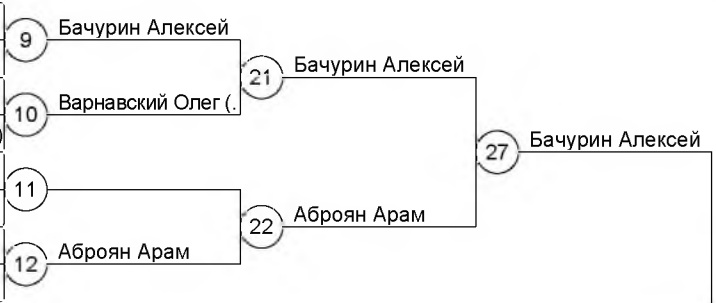 9
Бачурин Алексей
21
Бачурин Алексей
10
Варнавский Олег (.
27
Бачурин Алексей
11
22
Аброян Арам
12
Аброян Арам